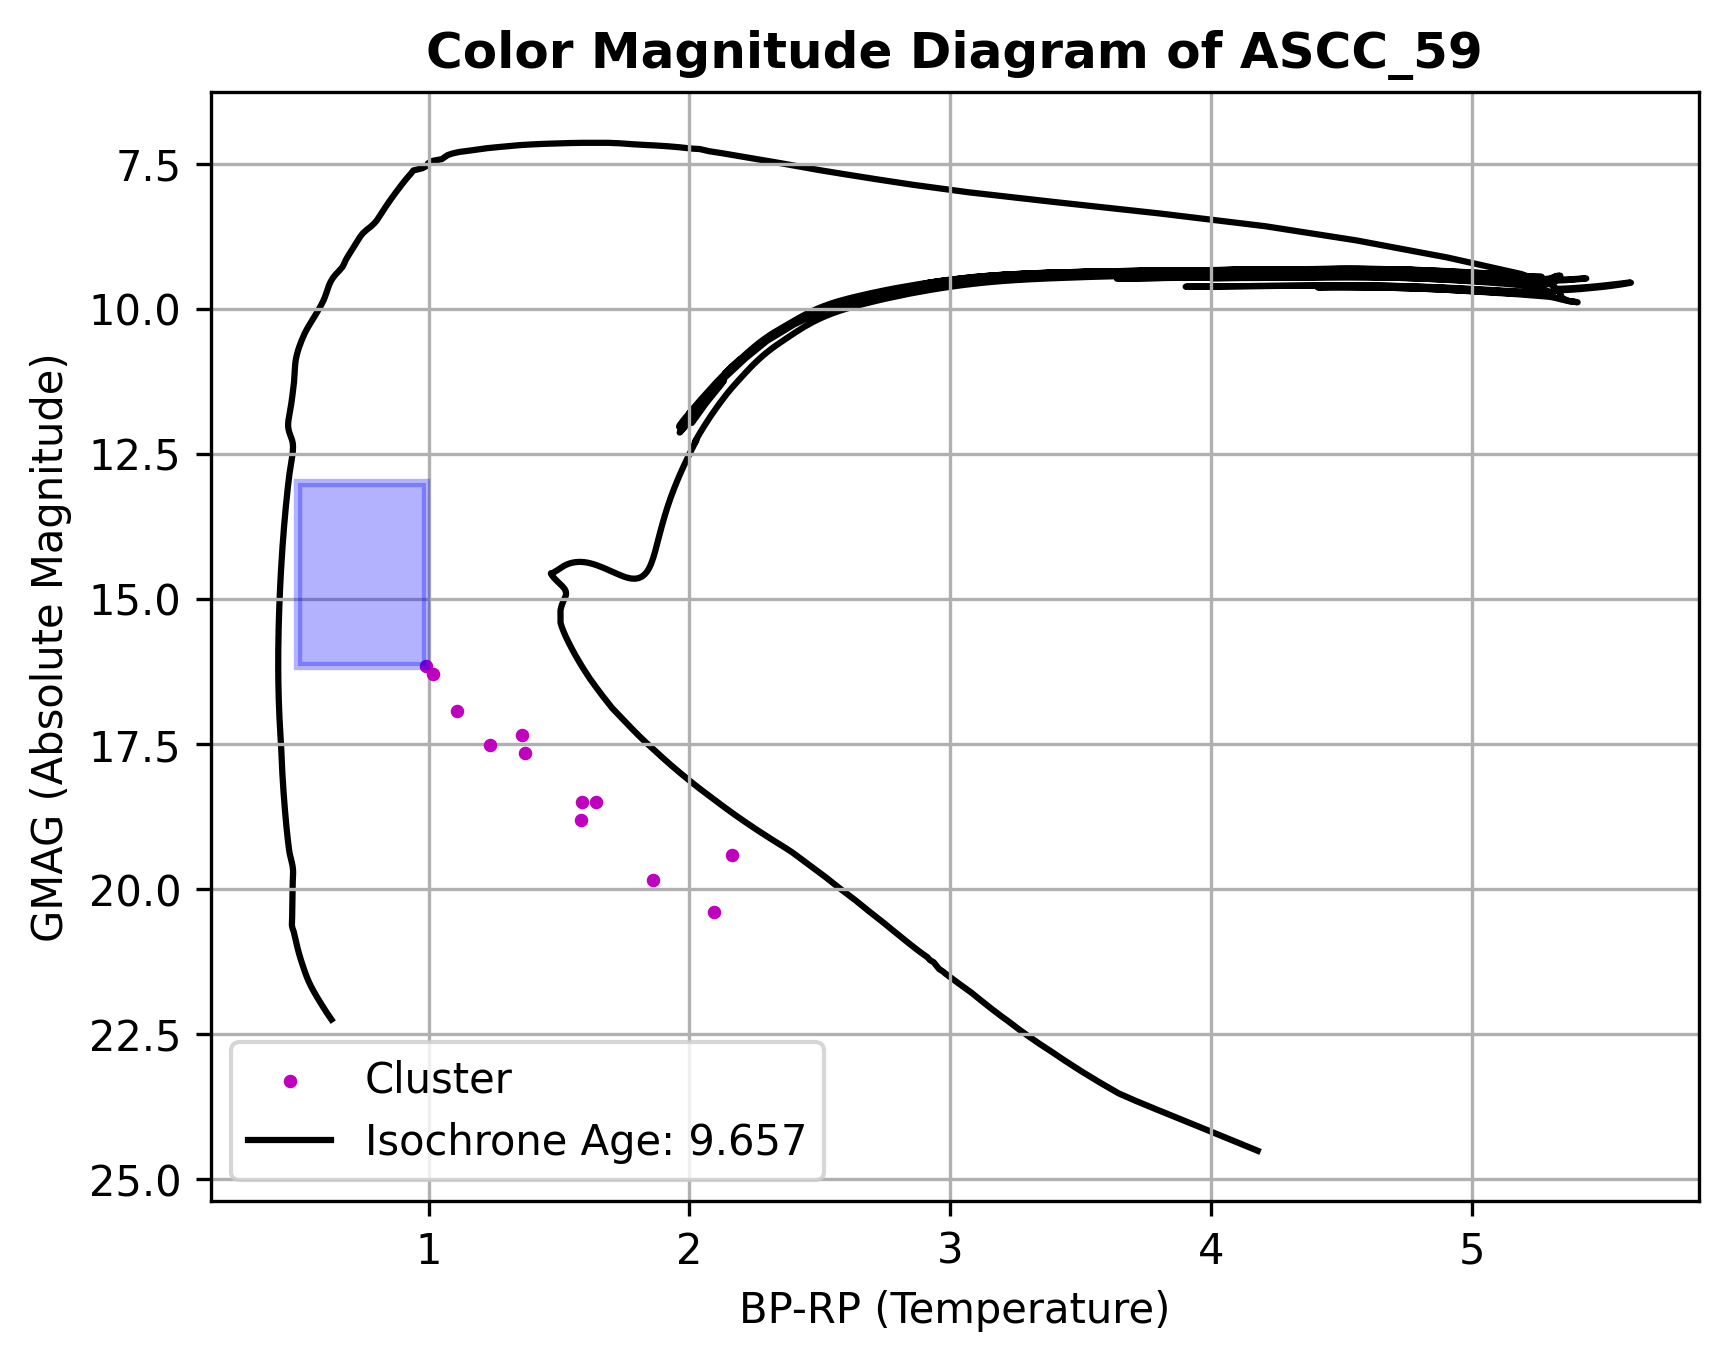 Color Magnitude Diagram of ASCC_59
GMAG (Absolute Magnitude)
7.5
10.0
12.5
15.0
17.5
20.0
22.5
25.0
Cluster
Isochrone Age: 9.657
1 2 3 4 5
BP-RP (Temperature)